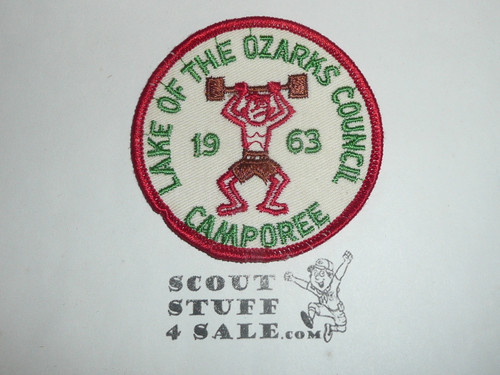 LAKE OF THE OZARKS COUNCIL
19 63
CAMPOREE
SCOUT
STUFF
4 SALE.com